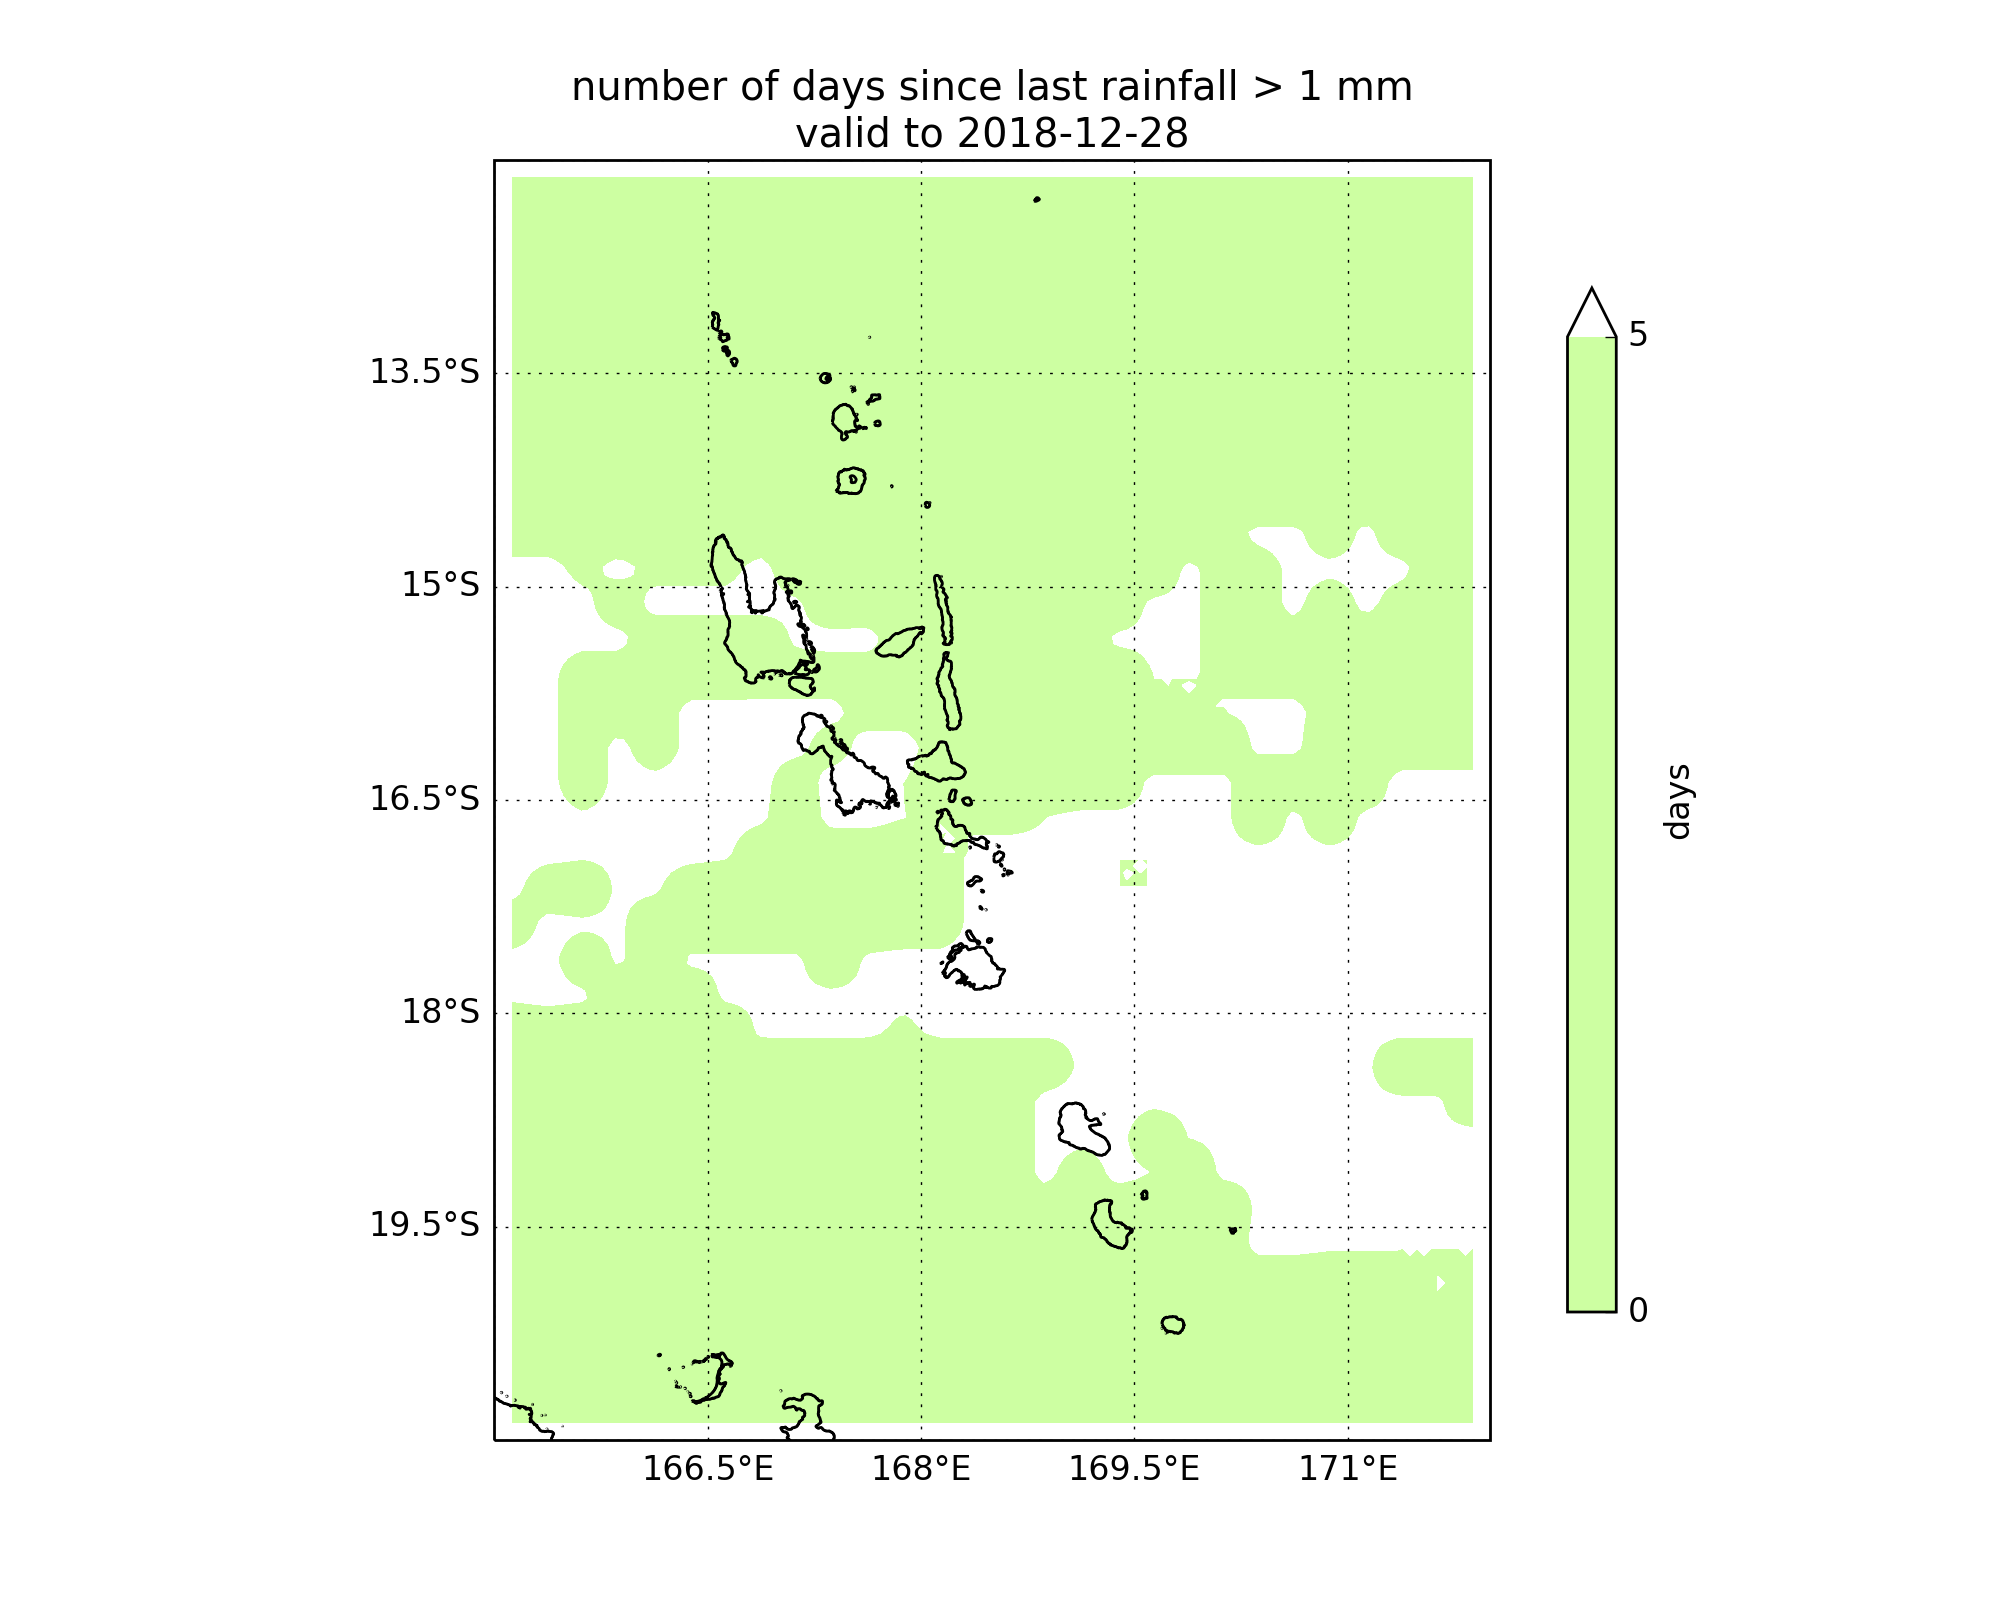 number of days since last rainfall > 1 mm
valid to 2018-12-28
13.5°S
15°S
16.5°S
18°S
19.5°S
166.5°E
168°E
169.5°E
171°E
5
0
days